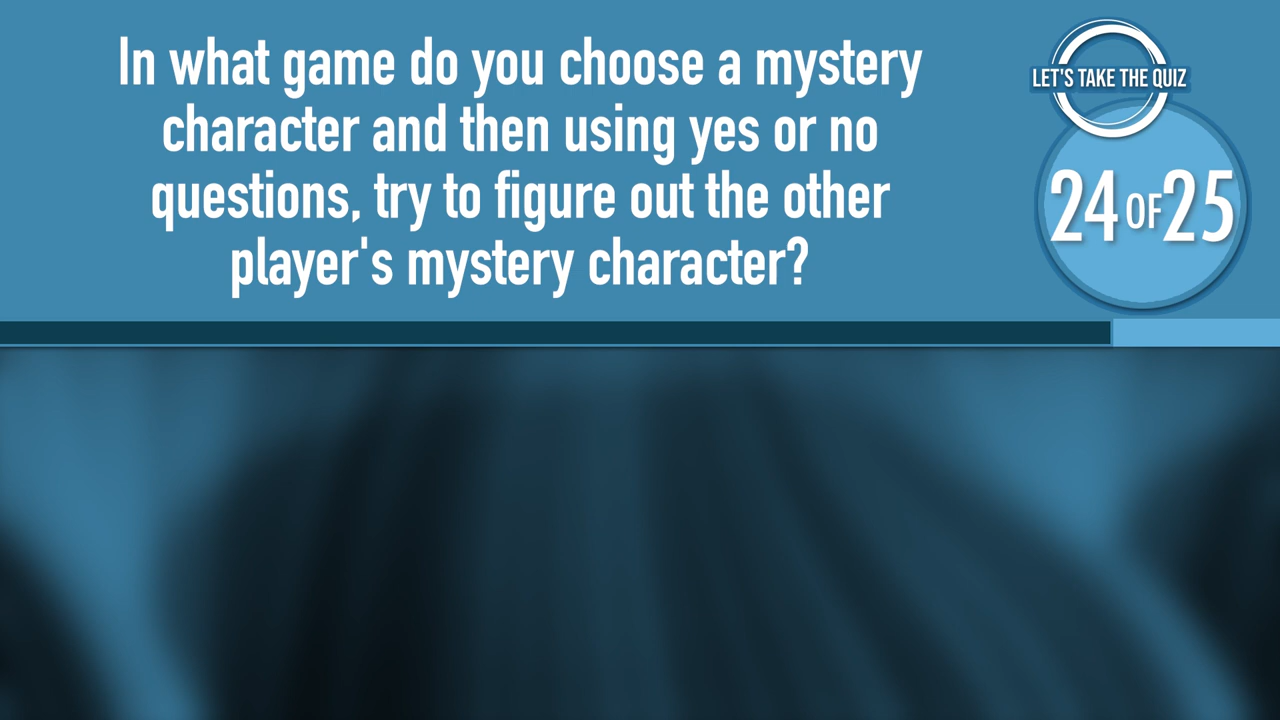 In what game do you choose a mystery
character and then using yes or no
questions, try to figure out the other
player's mystery character?
LET'S TAKE THE QUIZ
24 OF 25